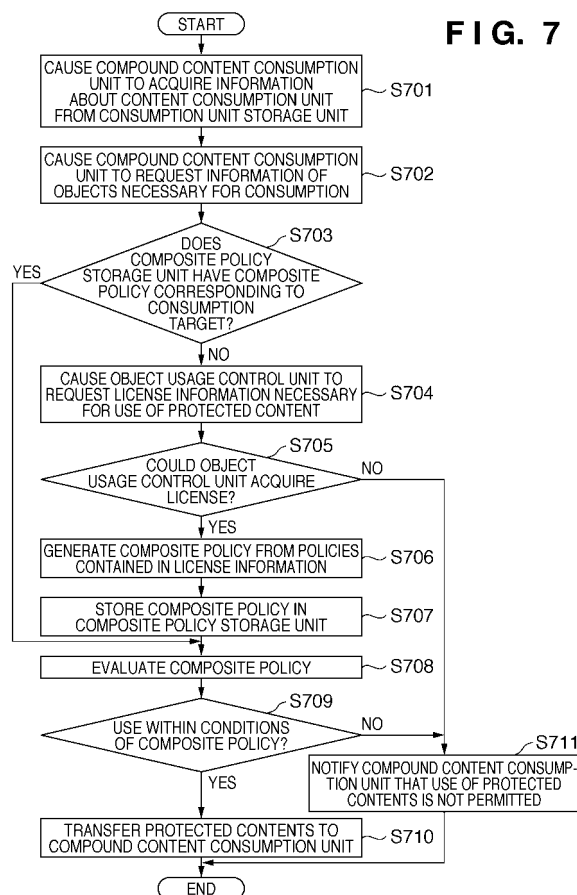 START
FIG. 7
CAUSE COMPOUND CONTENT CONSUMPTION
UNIT TO ACQUIRE INFORMATION
ABOUT CONTENT CONSUMPTION UNIT
FROM CONSUMPTION UNIT STORAGE UNIT
S701
CAUSE COMPOUND CONTENT CONSUMPTION
UNIT TO REQUEST INFORMATION OF
OBJECTS NECESSARY FOR CONSUMPTION
S702
S703
DOES
COMPOSITE POLICY
STORAGE UNIT HAVE COMPOSITE
POLICY CORRESPONDING TO
CONSUMPTION
TARGET?
YES
NO
CAUSE OBJECT USAGE CONTROL UNIT TO
REQUEST LICENSE INFORMATION NECESSARY
FOR USE OF PROTECTED CONTENT
S704
S705
COULD OBJECT
USAGE CONTROL UNIT ACQUIRE
LICENSE?
NO
YES
GENERATE COMPOSITE POLICY FROM POLICIES
CONTAINED IN LICENSE INFORMATION
S706
STORE COMPOSITE POLICY IN
COMPOSITE POLICY STORAGE UNIT
S707
EVALUATE COMPOSITE POLICY
S708
S709
USE WITHIN CONDITIONS
OF COMPOSITE POLICY?
NO
YES
S711
NOTIFY COMPOUND CONTENT CONSUMP-
TION UNIT THAT USE OF PROTECTED
CONTENTS IS NOT PERMITTED
TRANSFER PROTECTED CONTENTS TO
COMPOUND CONTENT CONSUMPTION UNIT
S710
END